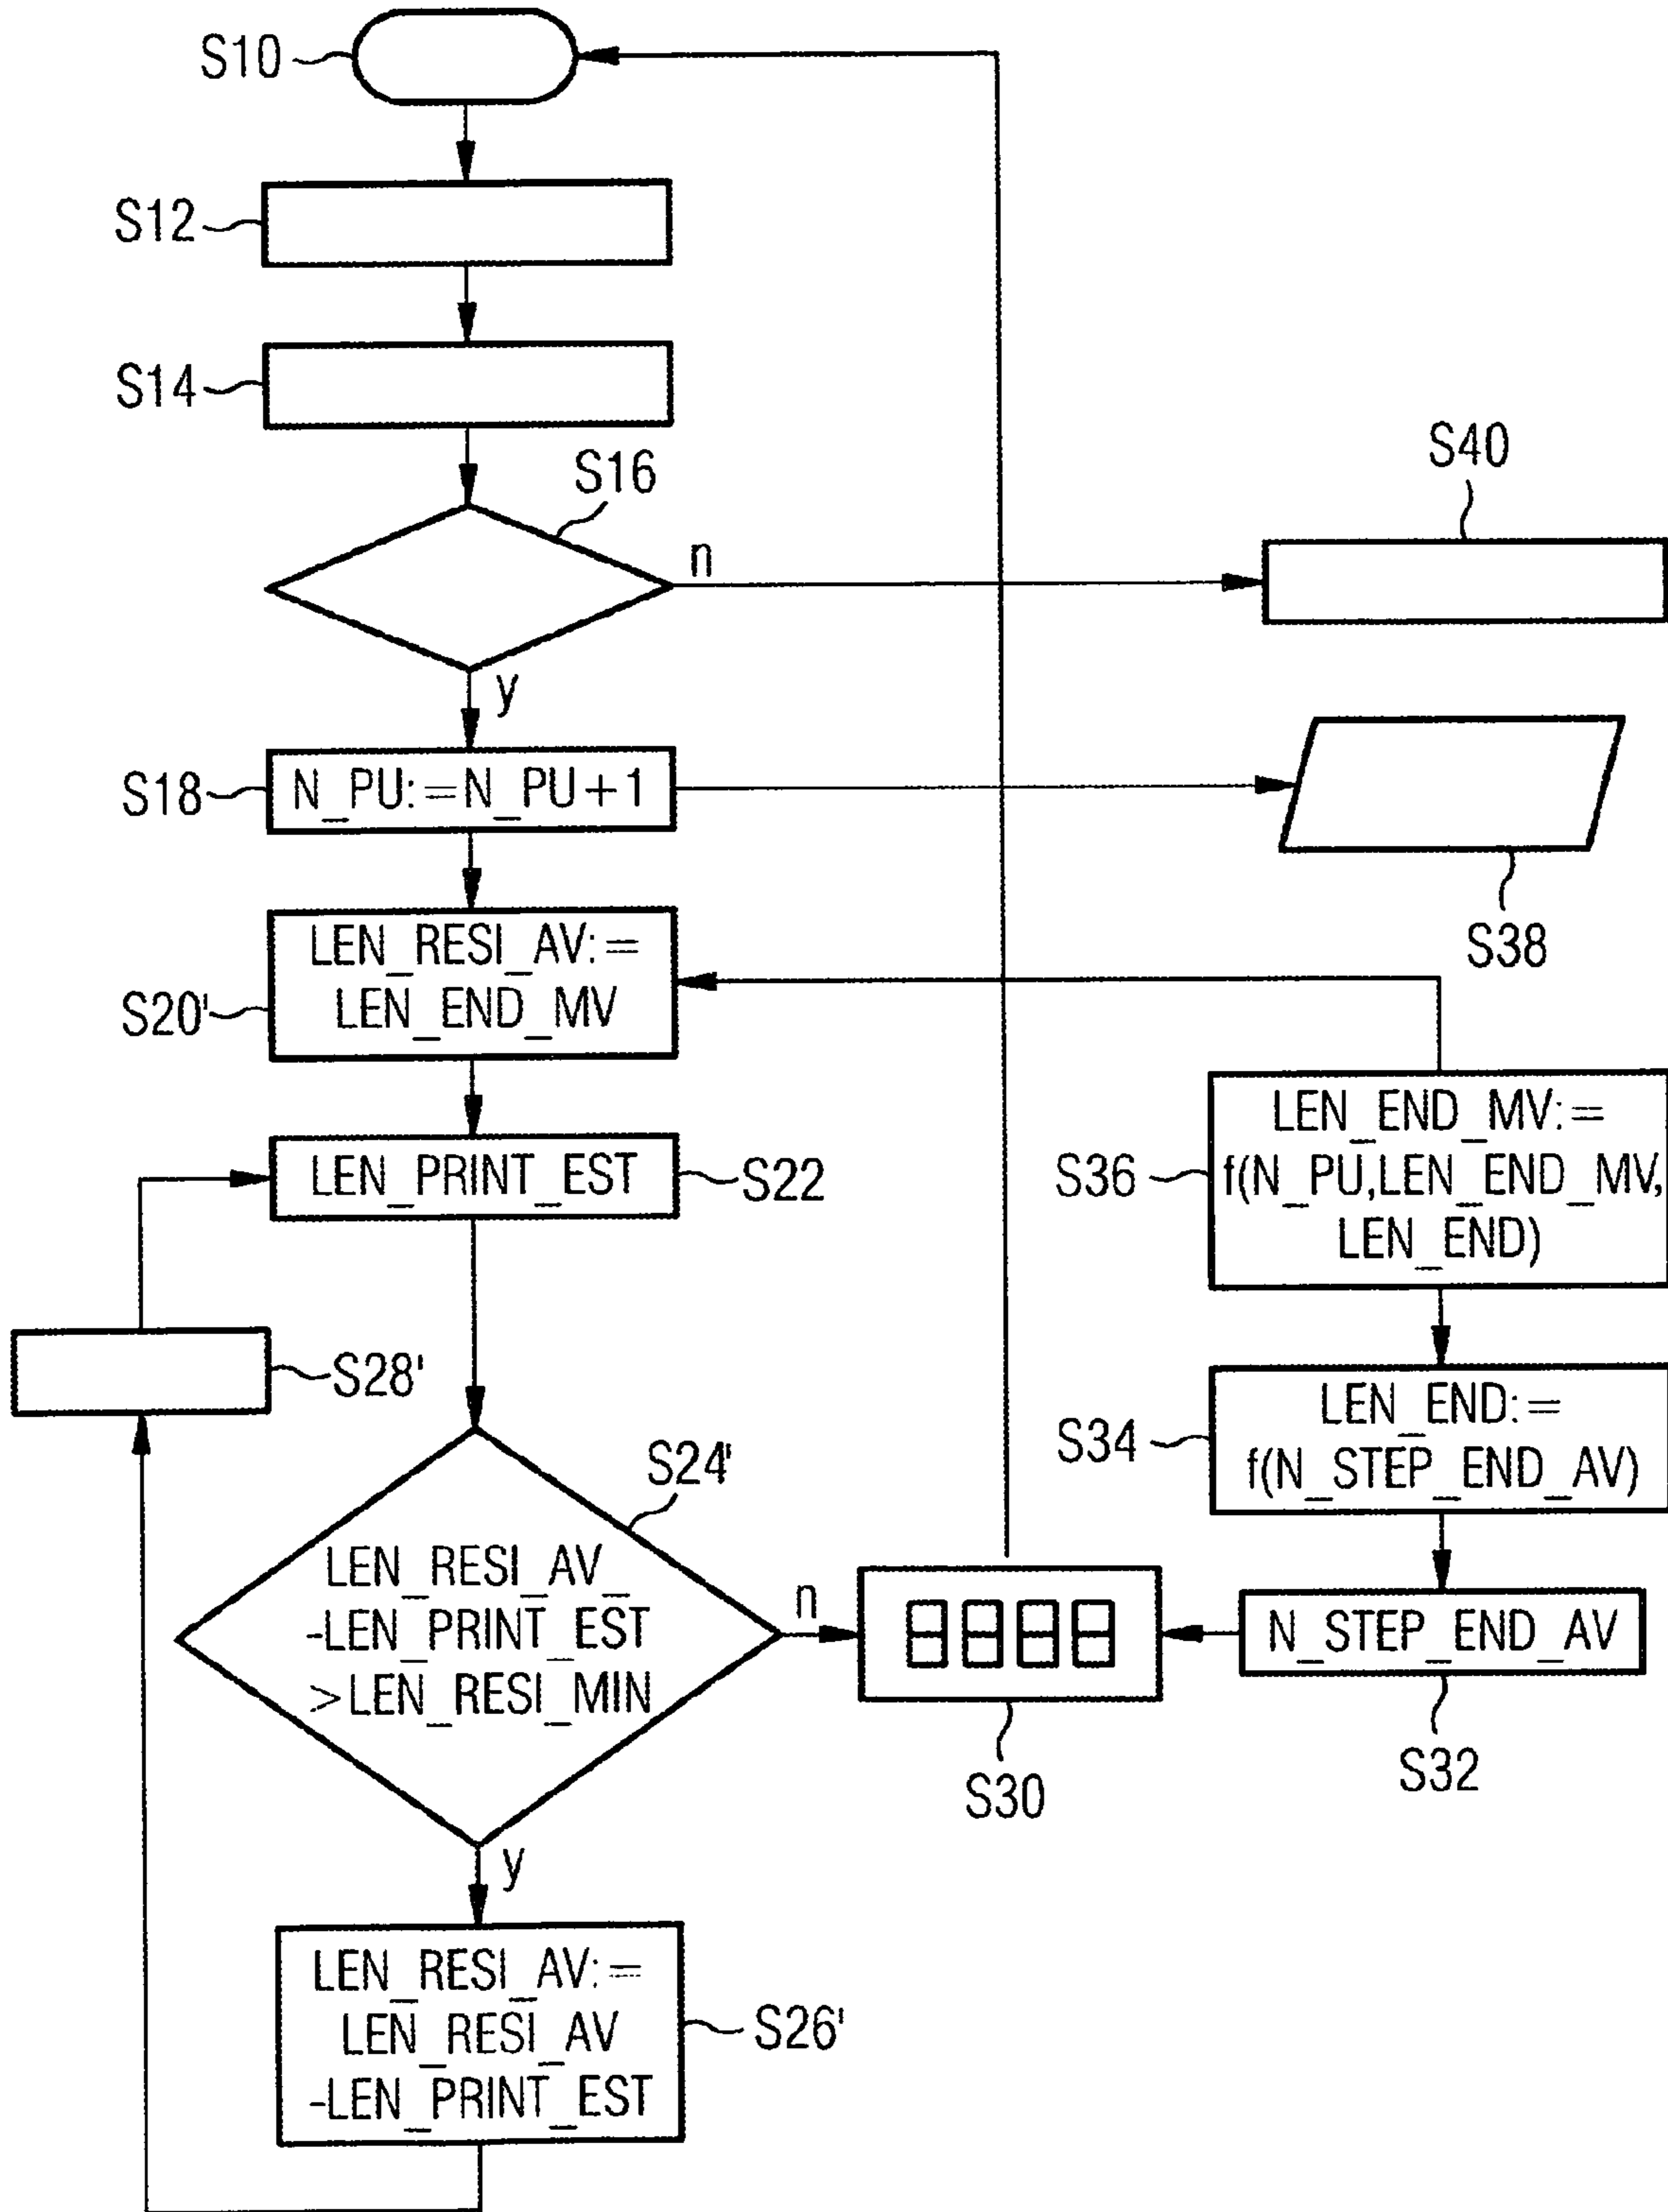 S10
S12
S14
S16
n
S40
y
S18
N_PU:=N_PU+1
S38
LEN_RESI_AV:=
LEN_END_MV
S20'
LEN_PRINT_EST
S22
LEN_END_MV:=
f(N_PU,LEN_END_MV,
LEN_END)
S36
S28'
LEN_END:=
f(N_STEP_END_AV)
S34
S24'
LEN_RESI_AV_
-LEN_PRINT_EST
>LEN_RESI_MIN
n
8888
S30
N_STEP_END_AV
S32
y
LEN_RESI_AV:=
LEN_RESI_AV
-LEN_PRINT_EST
S26'